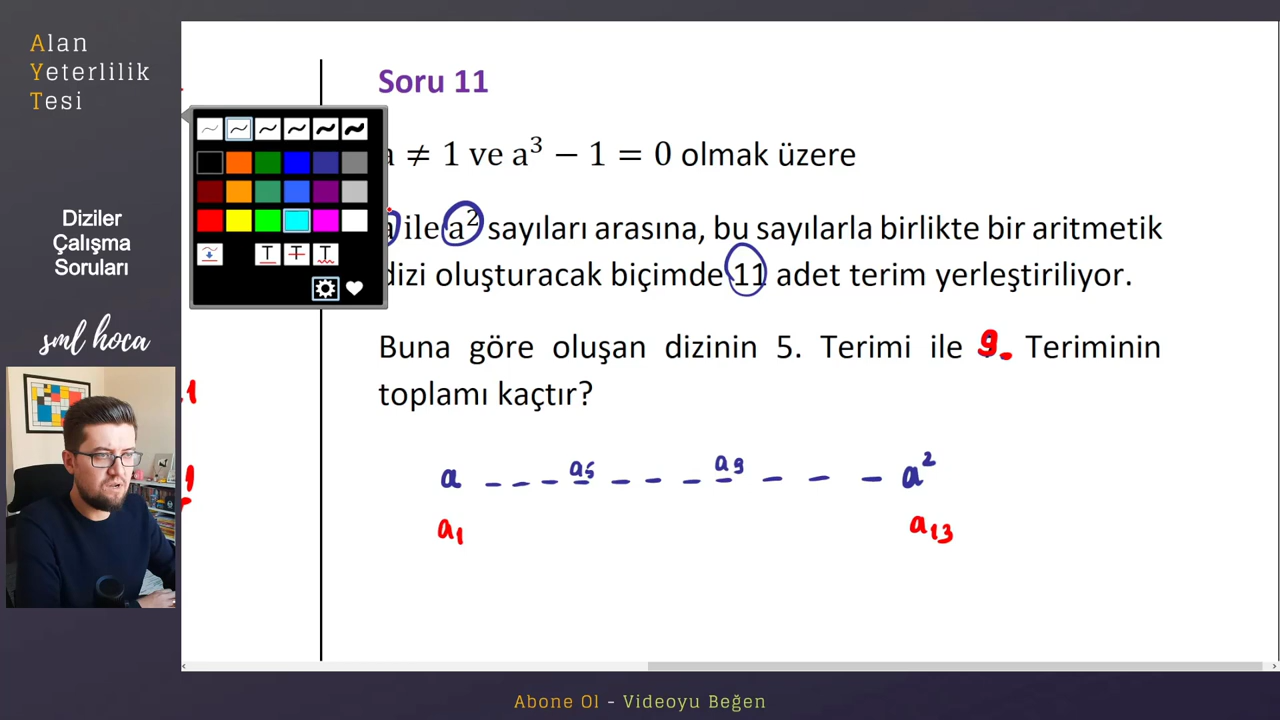 Alan
Yeterlilik
Tesi
Diziler
Çalışma
Soruları
sml hoca
Soru 11
a ≠ 1 ve a³ − 1 = 0 olmak üzere
a ile a² sayıları arasına, bu sayılarla birlikte bir aritmetik
dizi oluşturacak biçimde 11 adet terim yerleştiriliyor.
Buna göre oluşan dizinin 5. Terimi ile 9. Teriminin
toplamı kaçtır?
a _ _ _ a5 _ _ _ a9 _ _ _ a²
a1 a13
1
1
T T T
Abone Ol - Videoyu Beğen